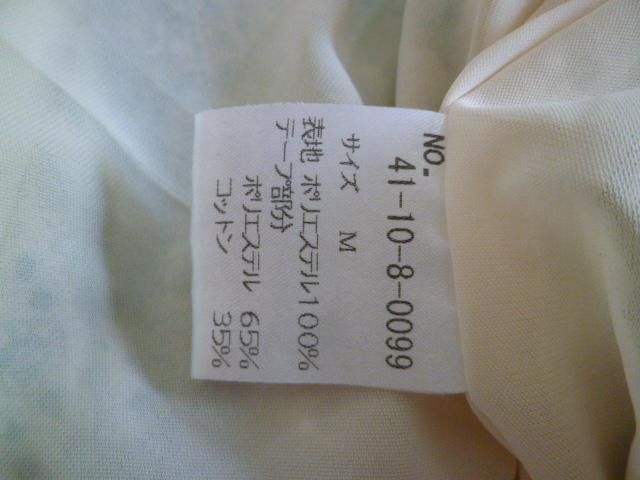 NO. 41-10-8-0099
サイズ M
表地 ポリエステル100%
テープ部分
ポリエステル 65%
コットン 35%